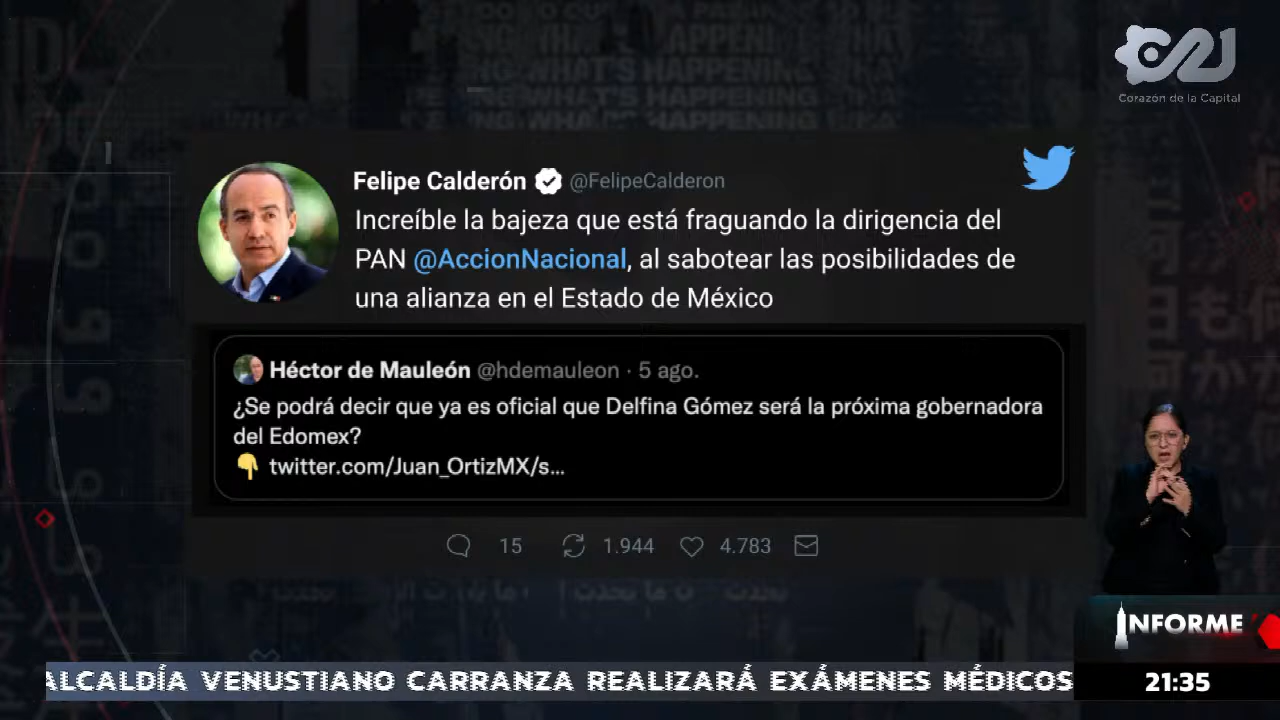 C21
Corazón de la Capital
Felipe Calderón @FelipeCalderon
Increíble la bajeza que está fraguando la dirigencia del
PAN @AccionNacional, al sabotear las posibilidades de
una alianza en el Estado de México
Héctor de Mauleón @hdemauleon · 5 ago.
¿Se podrá decir que ya es oficial que Delfina Gómez será la próxima gobernadora
del Edomex?
👇 twitter.com/Juan_OrtizMX/s...
15 1.944 4.783
INFORME
ALCALDÍA VENUSTIANO CARRANZA REALIZARÁ EXÁMENES MÉDICOS
21:35